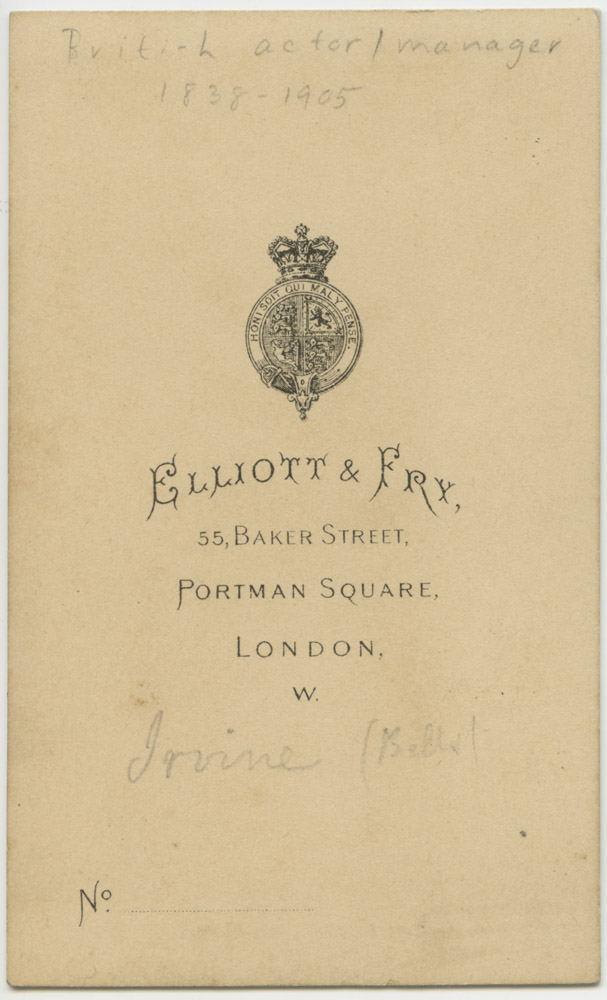 British actor/manager
1838-1905
HONI SOIT QUI MAL Y PENSE.
ELLIOTT & FRY,
55, BAKER STREET,
PORTMAN SQUARE,
LONDON,
W.
Irvine (Bells)
No.